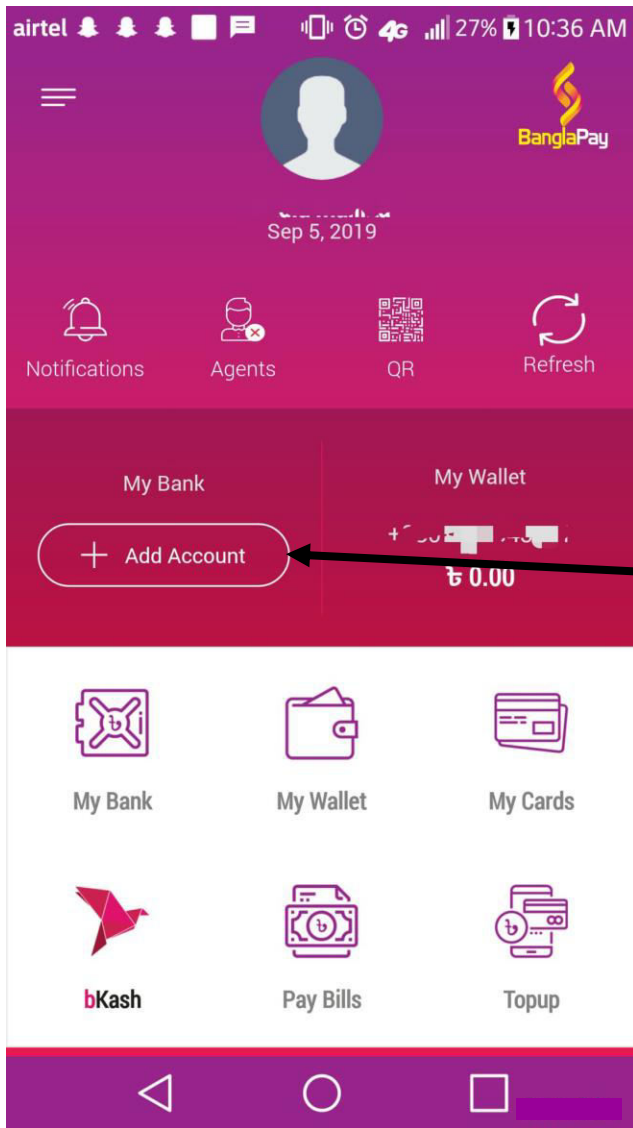 airtel 4G 27% 10:36 AM
BanglaPay
Sep 5, 2019
Notifications Agents QR Refresh
My Bank My Wallet
+ Add Account
৳ 0.00
My Bank My Wallet My Cards
bKash Pay Bills Topup